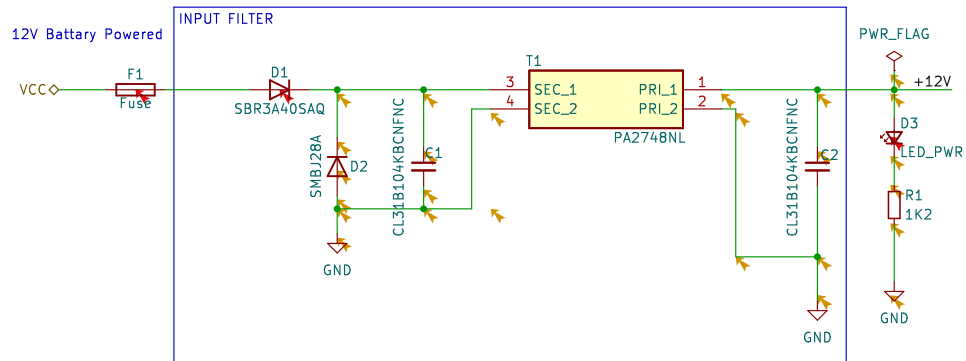 INPUT FILTER
12V Battary Powered
PWR_FLAG
VCC
F1
Fuse
D1
SBR3A40SAQ
T1
3
4
SEC_1
SEC_2
PRI_1
PRI_2
1
2
PA2748NL
+12V
D3
LED_PWR
SMBJ28A
D2
C1
CL31B104KBCNFNC
C2
CL31B104KBCNFNC
R1
1K2
GND
GND
GND